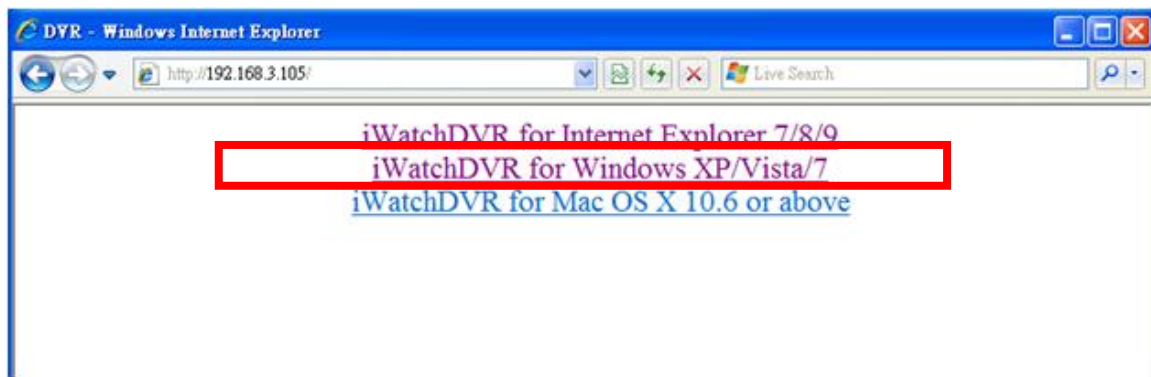 DVR - Windows Internet Explorer
http://192.168.3.105/
Live Search
iWatchDVR for Internet Explorer 7/8/9
iWatchDVR for Windows XP/Vista/7
iWatchDVR for Mac OS X 10.6 or above